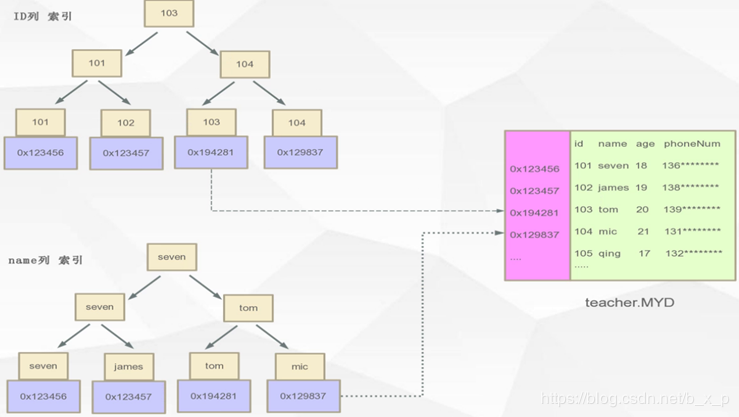 ID列 索引
103
101
104
101
102
103
104
0x123456
0x123457
0x194281
0x129837
id name age phoneNum
0x123456 101 seven 18 136********
0x123457 102 james 19 138********
0x194281 103 tom 20 139********
0x129837 104 mic 21 131********
.... 105 qing 17 132********
.....
teacher.MYD
name列 索引
seven
seven
tom
seven
james
tom
mic
0x123456
0x123457
0x194281
0x129837
https://blog.csdn.net/b_x_p